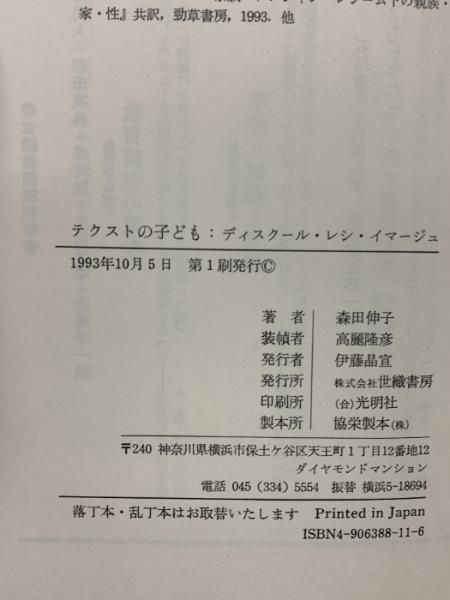 家・性』共訳，勁草書房，1993．他
テクストの子ども：ディスクール・レシ・イマージュ
1993年10月5日　第1刷発行©
著者　森田伸子
装幀者　高麗隆彦
発行者　伊藤晶宣
発行所　株式会社世織書房
印刷所　(合)光明社
製本所　協栄製本(株)
〒240 神奈川県横浜市保土ケ谷区天王町1丁目12番地12
ダイヤモンドマンション
電話 045 (334) 5554　振替 横浜5-18694
落丁本・乱丁本はお取替いたします　Printed in Japan
ISBN4-906388-11-6